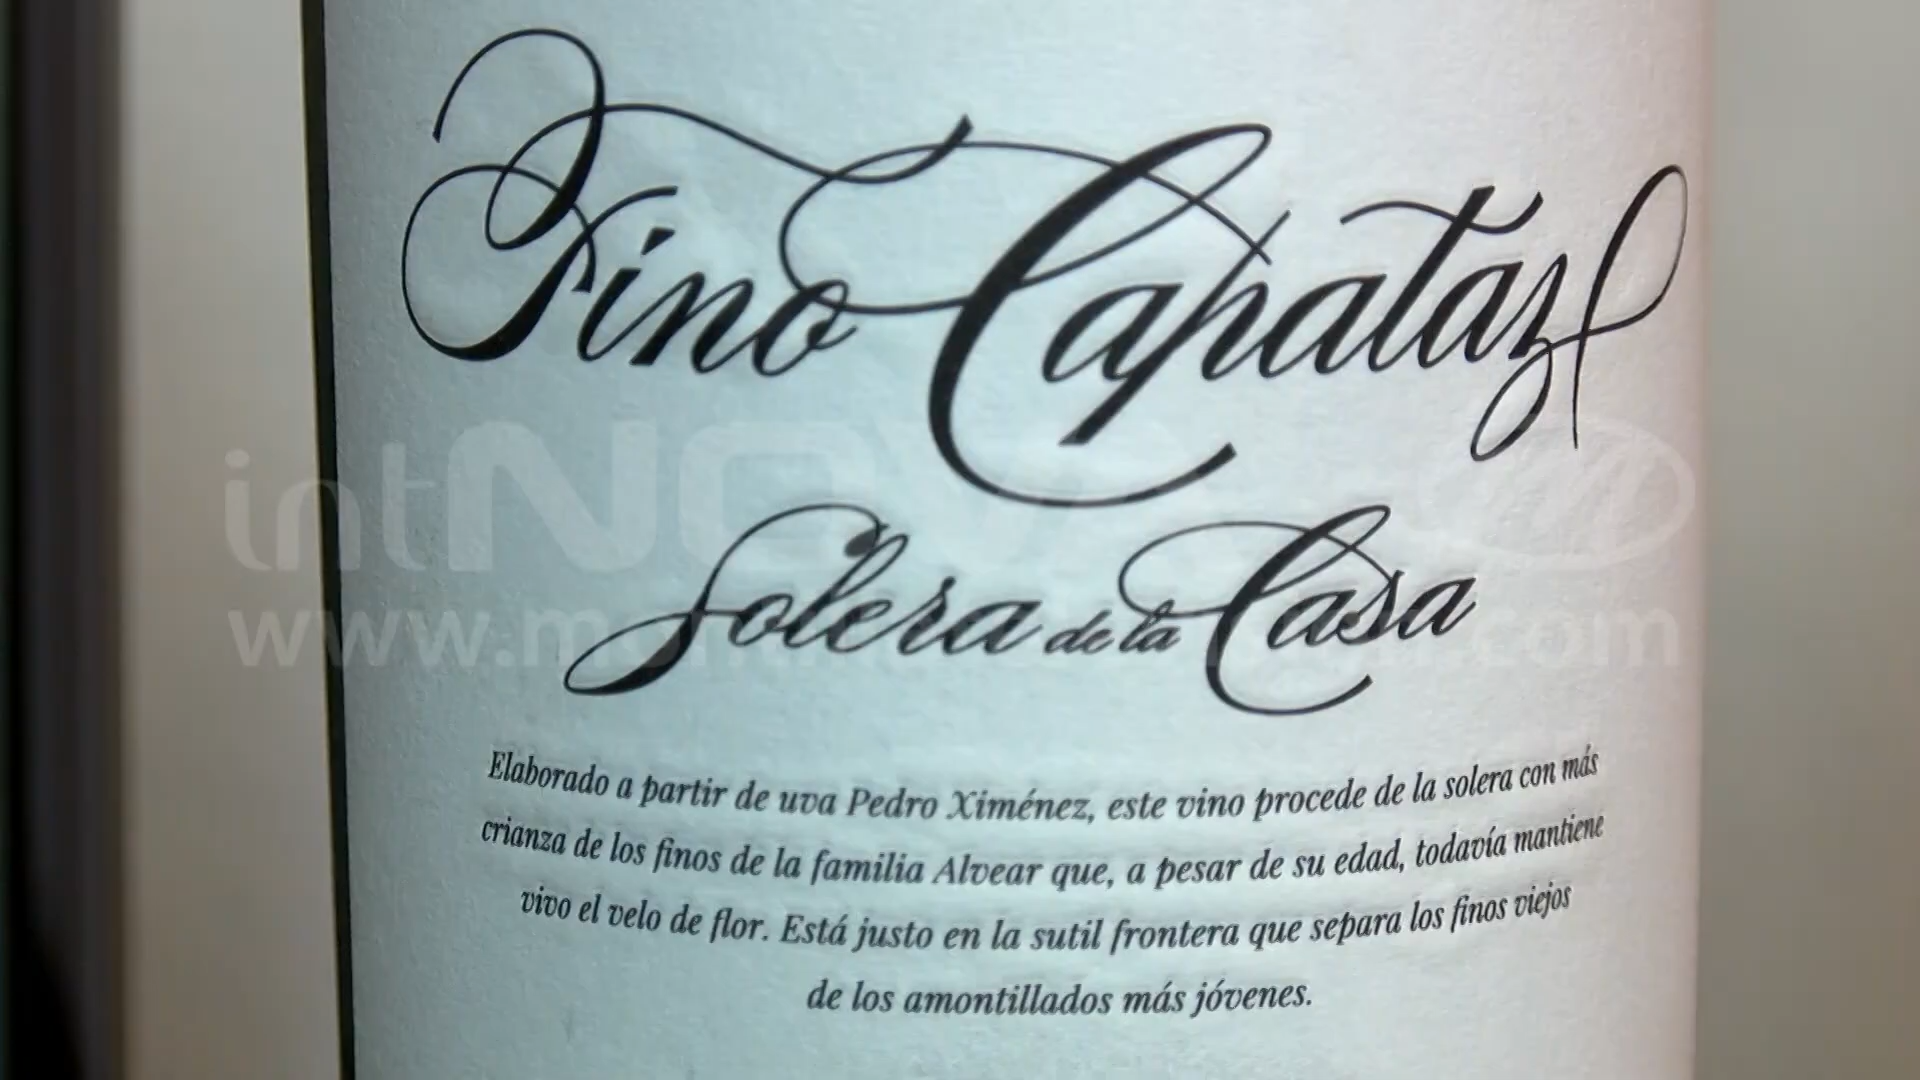 Fino Capataz
Solera de la Casa
Elaborado a partir de uva Pedro Ximénez, este vino procede de la solera con más
crianza de los finos de la familia Alvear que, a pesar de su edad, todavía mantiene
vivo el velo de flor. Está justo en la sutil frontera que separa los finos viejos
de los amontillados más jóvenes.